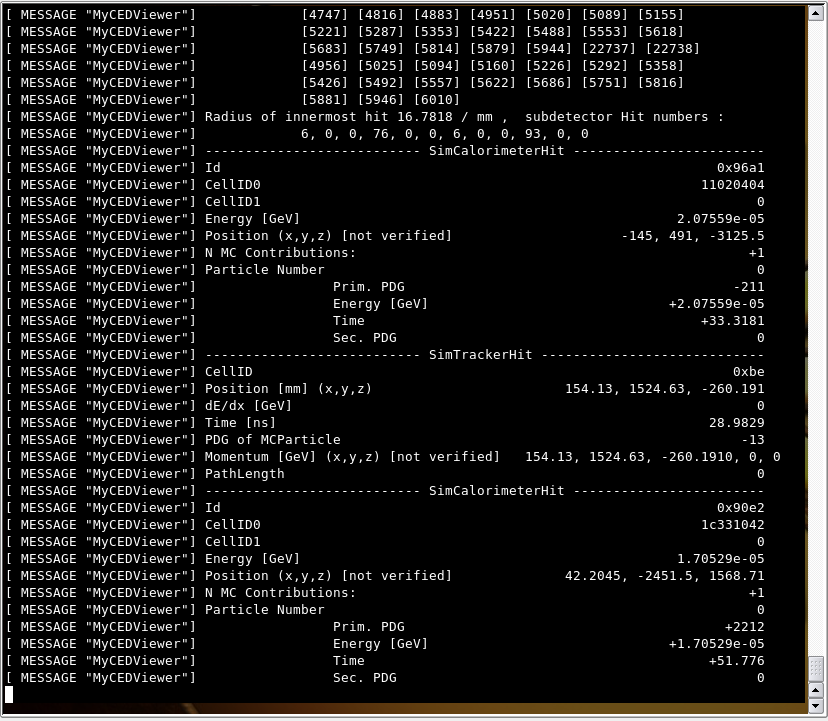 [ MESSAGE "MyCEDViewer"]             [4747] [4816] [4883] [4951] [5020] [5089] [5155]
[ MESSAGE "MyCEDViewer"]             [5221] [5287] [5353] [5422] [5488] [5553] [5618]
[ MESSAGE "MyCEDViewer"]             [5683] [5749] [5814] [5879] [5944] [22737] [22738]
[ MESSAGE "MyCEDViewer"]             [4956] [5025] [5094] [5160] [5226] [5292] [5358]
[ MESSAGE "MyCEDViewer"]             [5426] [5492] [5557] [5622] [5686] [5751] [5816]
[ MESSAGE "MyCEDViewer"]             [5881] [5946] [6010]
[ MESSAGE "MyCEDViewer"] Radius of innermost hit 16.7818 / mm ,  subdetector Hit numbers :
[ MESSAGE "MyCEDViewer"]             6, 0, 0, 76, 0, 0, 6, 0, 0, 93, 0, 0
[ MESSAGE "MyCEDViewer"] --------------------------- SimCalorimeterHit ------------------------
[ MESSAGE "MyCEDViewer"] Id                                                              0x96a1
[ MESSAGE "MyCEDViewer"] CellID0                                                       11020404
[ MESSAGE "MyCEDViewer"] CellID1                                                              0
[ MESSAGE "MyCEDViewer"] Energy [GeV]                                               2.07559e-05
[ MESSAGE "MyCEDViewer"] Position (x,y,z) [not verified]                     -145, 491, -3125.5
[ MESSAGE "MyCEDViewer"] N MC Contributions:                                                 +1
[ MESSAGE "MyCEDViewer"] Particle Number                                                      0
[ MESSAGE "MyCEDViewer"]                 Prim. PDG                                         -211
[ MESSAGE "MyCEDViewer"]                 Energy [GeV]                              +2.07559e-05
[ MESSAGE "MyCEDViewer"]                 Time                                          +33.3181
[ MESSAGE "MyCEDViewer"]                 Sec. PDG                                             0
[ MESSAGE "MyCEDViewer"] --------------------------- SimTrackerHit ----------------------------
[ MESSAGE "MyCEDViewer"] CellID                                                            0xbe
[ MESSAGE "MyCEDViewer"] Position [mm] (x,y,z)                        154.13, 1524.63, -260.191
[ MESSAGE "MyCEDViewer"] dE/dx [GeV]                                                          0
[ MESSAGE "MyCEDViewer"] Time [ns]                                                      28.9829
[ MESSAGE "MyCEDViewer"] PDG of MCParticle                                                  -13
[ MESSAGE "MyCEDViewer"] Momentum [GeV] (x,y,z) [not verified]   154.13, 1524.63, -260.1910, 0, 0
[ MESSAGE "MyCEDViewer"] PathLength                                                           0
[ MESSAGE "MyCEDViewer"] --------------------------- SimCalorimeterHit ------------------------
[ MESSAGE "MyCEDViewer"] Id                                                              0x90e2
[ MESSAGE "MyCEDViewer"] CellID0                                                       1c331042
[ MESSAGE "MyCEDViewer"] CellID1                                                              0
[ MESSAGE "MyCEDViewer"] Energy [GeV]                                               1.70529e-05
[ MESSAGE "MyCEDViewer"] Position (x,y,z) [not verified]              42.2045, -2451.5, 1568.71
[ MESSAGE "MyCEDViewer"] N MC Contributions:                                                 +1
[ MESSAGE "MyCEDViewer"] Particle Number                                                      0
[ MESSAGE "MyCEDViewer"]                 Prim. PDG                                        +2212
[ MESSAGE "MyCEDViewer"]                 Energy [GeV]                              +1.70529e-05
[ MESSAGE "MyCEDViewer"]                 Time                                           +51.776
[ MESSAGE "MyCEDViewer"]                 Sec. PDG                                             0